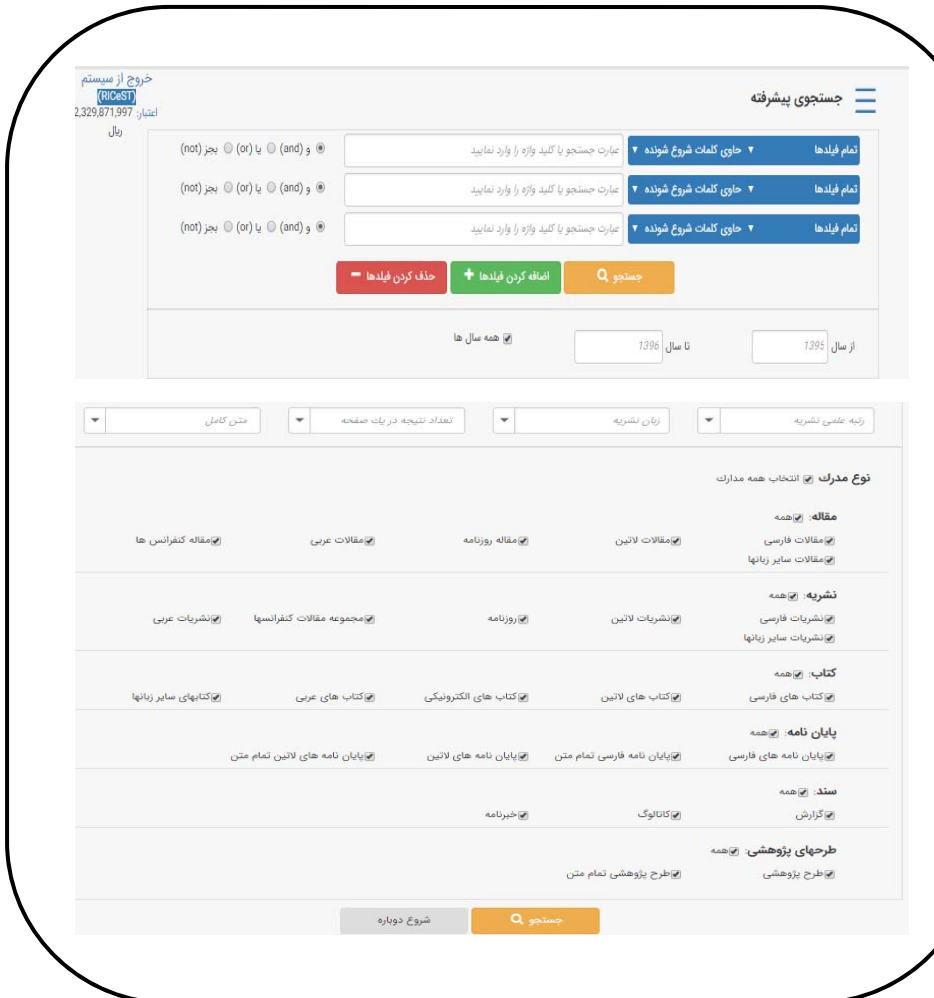 خروج از سیستم
(RICeST)
اعتبار: 2,329,871,997
ریال
جستجوی پیشرفته
تمام فیلدها حاوی کلمات شروع شونده عبارت جستجو یا کلید واژه را وارد نمایید و (and) یا (or) بجز (not)
تمام فیلدها حاوی کلمات شروع شونده عبارت جستجو یا کلید واژه را وارد نمایید و (and) یا (or) بجز (not)
تمام فیلدها حاوی کلمات شروع شونده عبارت جستجو یا کلید واژه را وارد نمایید و (and) یا (or) بجز (not)
جستجو اضافه کردن فیلدها حذف کردن فیلدها
از سال 1395 تا سال 1396 همه سال ها
رتبه علمی نشریه زبان نشریه تعداد نتیجه در یک صفحه متن کامل
نوع مدرك انتخاب همه مدارك
مقاله: همه
مقالات فارسی مقالات لاتین مقاله روزنامه مقالات عربی مقاله کنفرانس ها
مقالات سایر زبانها
نشریه: همه
نشریات فارسی نشریات لاتین روزنامه مجموعه مقالات کنفرانسها نشریات عربی
نشریات سایر زبانها
کتاب: همه
کتاب های فارسی کتاب های لاتین کتاب های الکترونیکی کتاب های عربی کتابهای سایر زبانها
پایان نامه: همه
پایان نامه های فارسی پایان نامه فارسی تمام متن پایان نامه های لاتین پایان نامه های لاتین تمام متن
سند: همه
گزارش کاتالوگ خبرنامه
طرحهای پژوهشی: همه
طرح پژوهشی طرح پژوهشی تمام متن
جستجو شروع دوباره